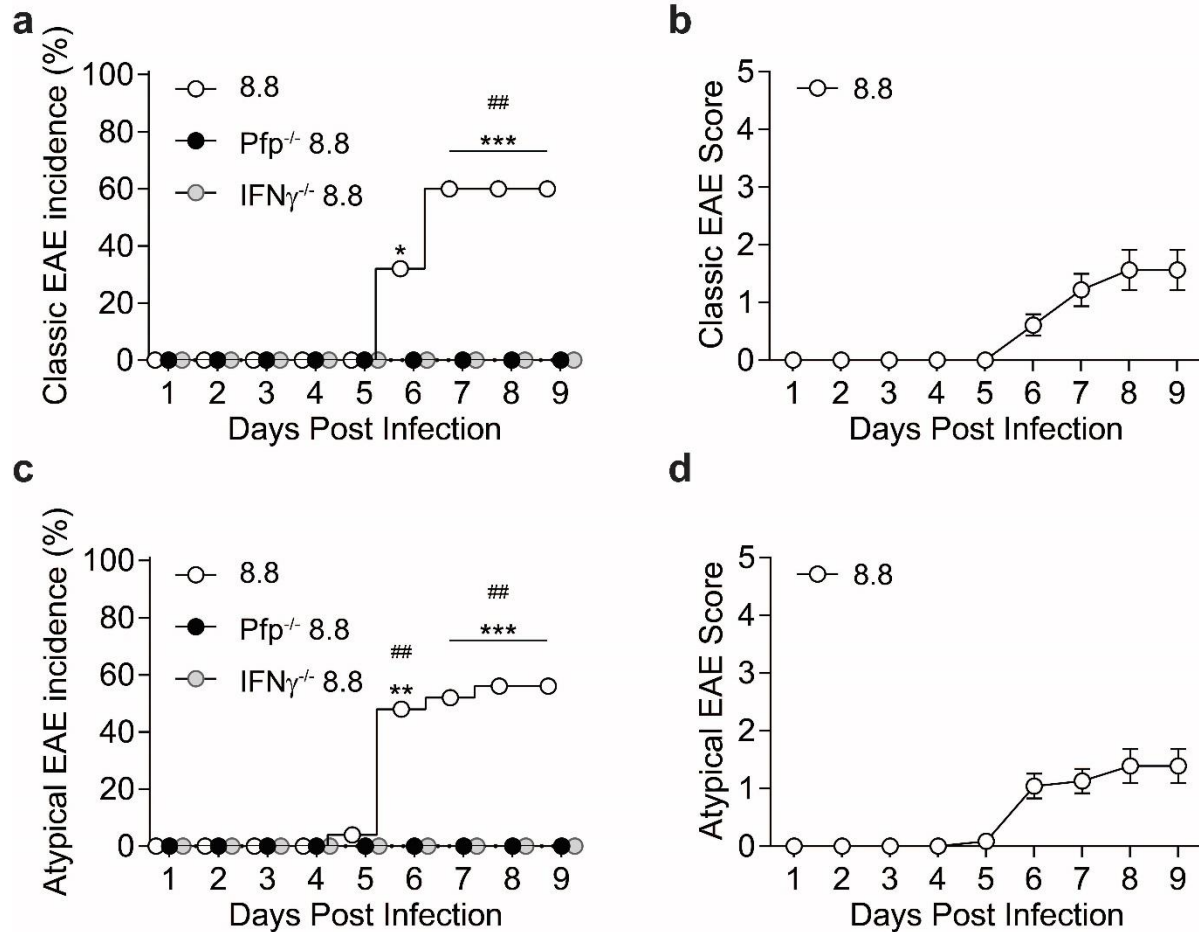 a
Classic EAE incidence (%)
100
80
60
40
20
0
8.8
Pfp-/- 8.8
IFNγ-/- 8.8
*
##
***
1 2 3 4 5 6 7 8 9
Days Post Infection
b
Classic EAE Score
5
4
3
2
1
0
8.8
1 2 3 4 5 6 7 8 9
Days Post Infection
c
Atypical EAE incidence (%)
100
80
60
40
20
0
8.8
Pfp-/- 8.8
IFNγ-/- 8.8
##
**
##
***
1 2 3 4 5 6 7 8 9
Days Post Infection
d
Atypical EAE Score
5
4
3
2
1
0
8.8
1 2 3 4 5 6 7 8 9
Days Post Infection